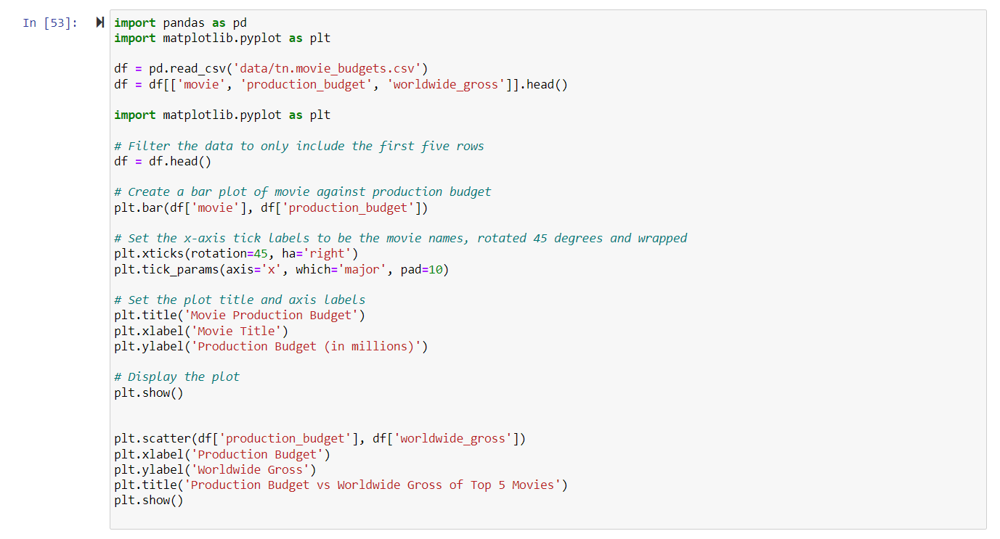 In [53]:
import pandas as pd
import matplotlib.pyplot as plt
df = pd.read_csv('data/tn.movie_budgets.csv')
df = df[['movie', 'production_budget', 'worldwide_gross']].head()
import matplotlib.pyplot as plt
# Filter the data to only include the first five rows
df = df.head()
# Create a bar plot of movie against production budget
plt.bar(df['movie'], df['production_budget'])
# Set the x-axis tick labels to be the movie names, rotated 45 degrees and wrapped
plt.xticks(rotation=45, ha='right')
plt.tick_params(axis='x', which='major', pad=10)
# Set the plot title and axis labels
plt.title('Movie Production Budget')
plt.xlabel('Movie Title')
plt.ylabel('Production Budget (in millions)')
# Display the plot
plt.show()
plt.scatter(df['production_budget'], df['worldwide_gross'])
plt.xlabel('Production Budget')
plt.ylabel('Worldwide Gross')
plt.title('Production Budget vs Worldwide Gross of Top 5 Movies')
plt.show()